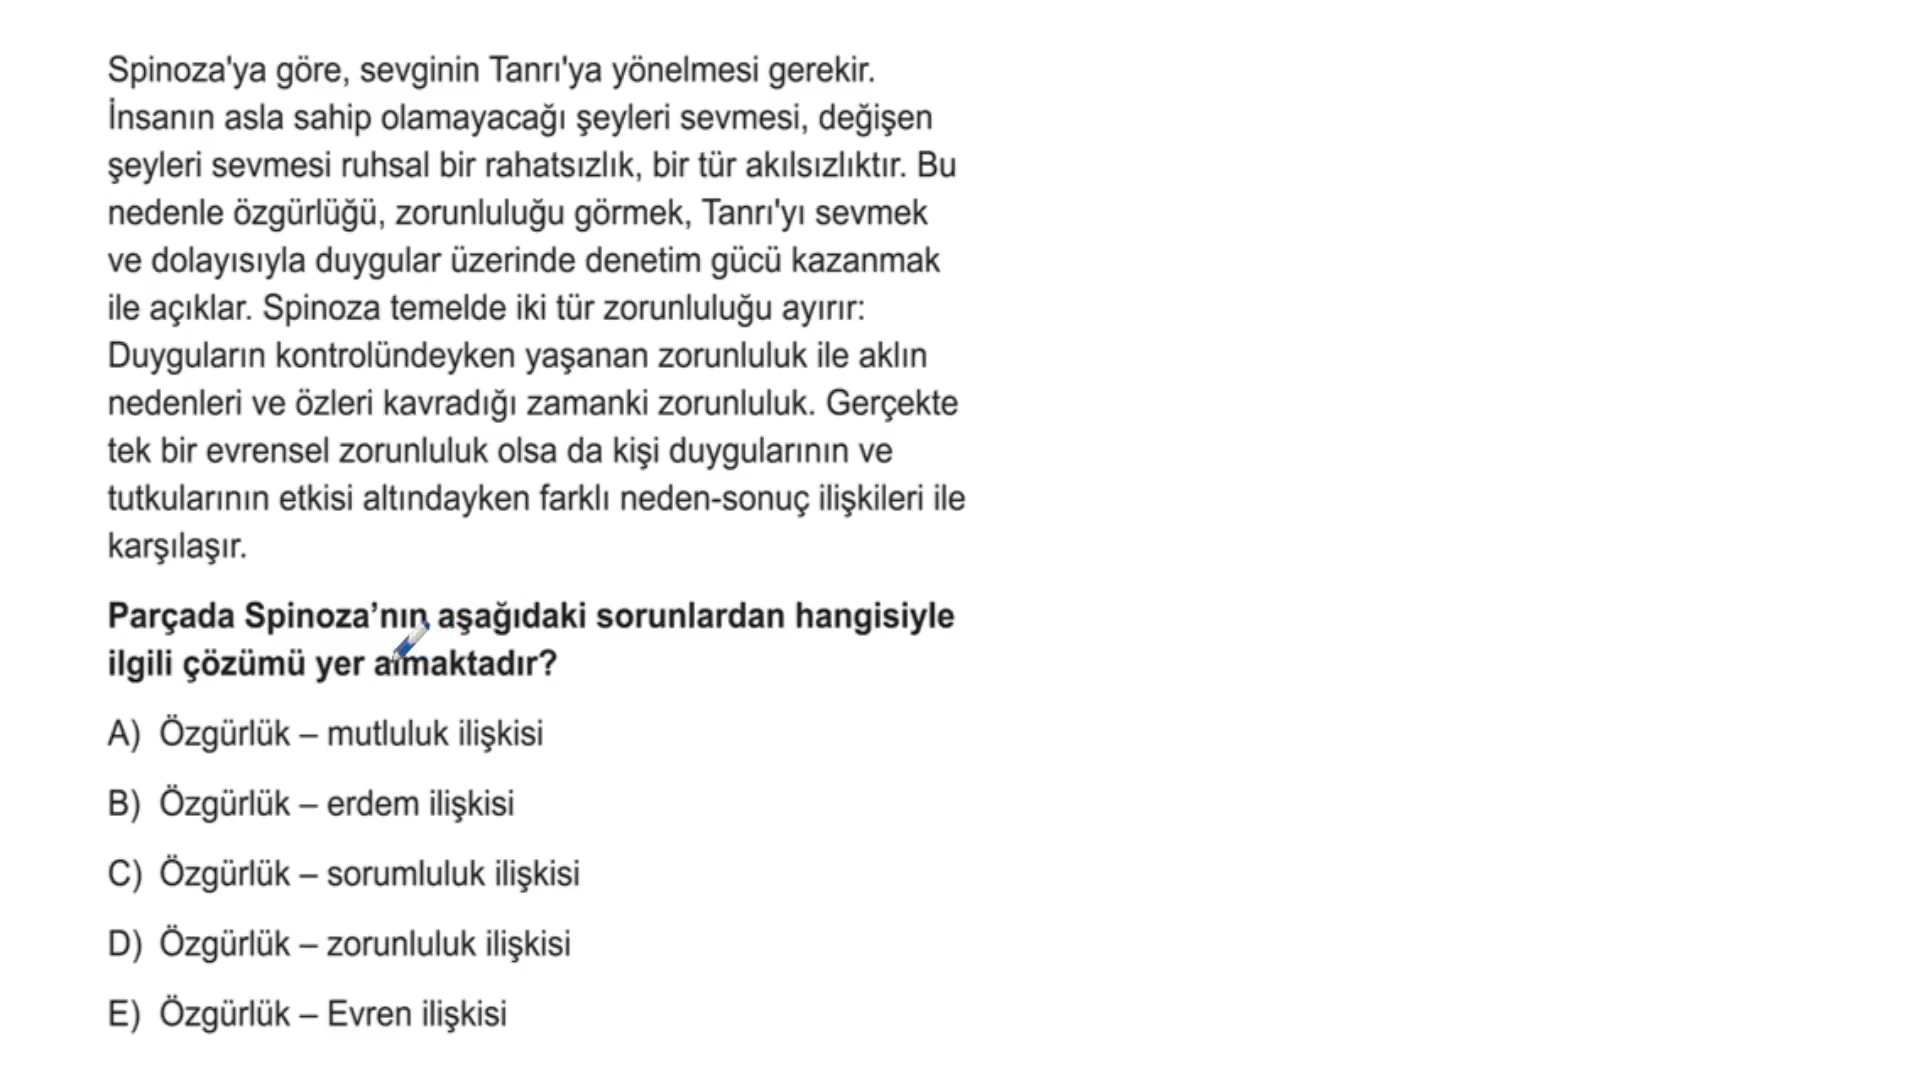 Spinoza'ya göre, sevginin Tanrı'ya yönelmesi gerekir.
İnsanın asla sahip olamayacağı şeyleri sevmesi, değişen
şeyleri sevmesi ruhsal bir rahatsızlık, bir tür akılsızlıktır. Bu
nedenle özgürlüğü, zorunluluğu görmek, Tanrı'yı sevmek
ve dolayısıyla duygular üzerinde denetim gücü kazanmak
ile açıklar. Spinoza temelde iki tür zorunluluğu ayırır:
Duyguların kontrolündeyken yaşanan zorunluluk ile aklın
nedenleri ve özleri kavradığı zamanki zorunluluk. Gerçekte
tek bir evrensel zorunluluk olsa da kişi duygularının ve
tutkularının etkisi altındayken farklı neden-sonuç ilişkileri ile
karşılaşır.
Parçada Spinoza’nın aşağıdaki sorunlardan hangisiyle
ilgili çözümü yer almaktadır?
A) Özgürlük – mutluluk ilişkisi
B) Özgürlük – erdem ilişkisi
C) Özgürlük – sorumluluk ilişkisi
D) Özgürlük – zorunluluk ilişkisi
E) Özgürlük – Evren ilişkisi